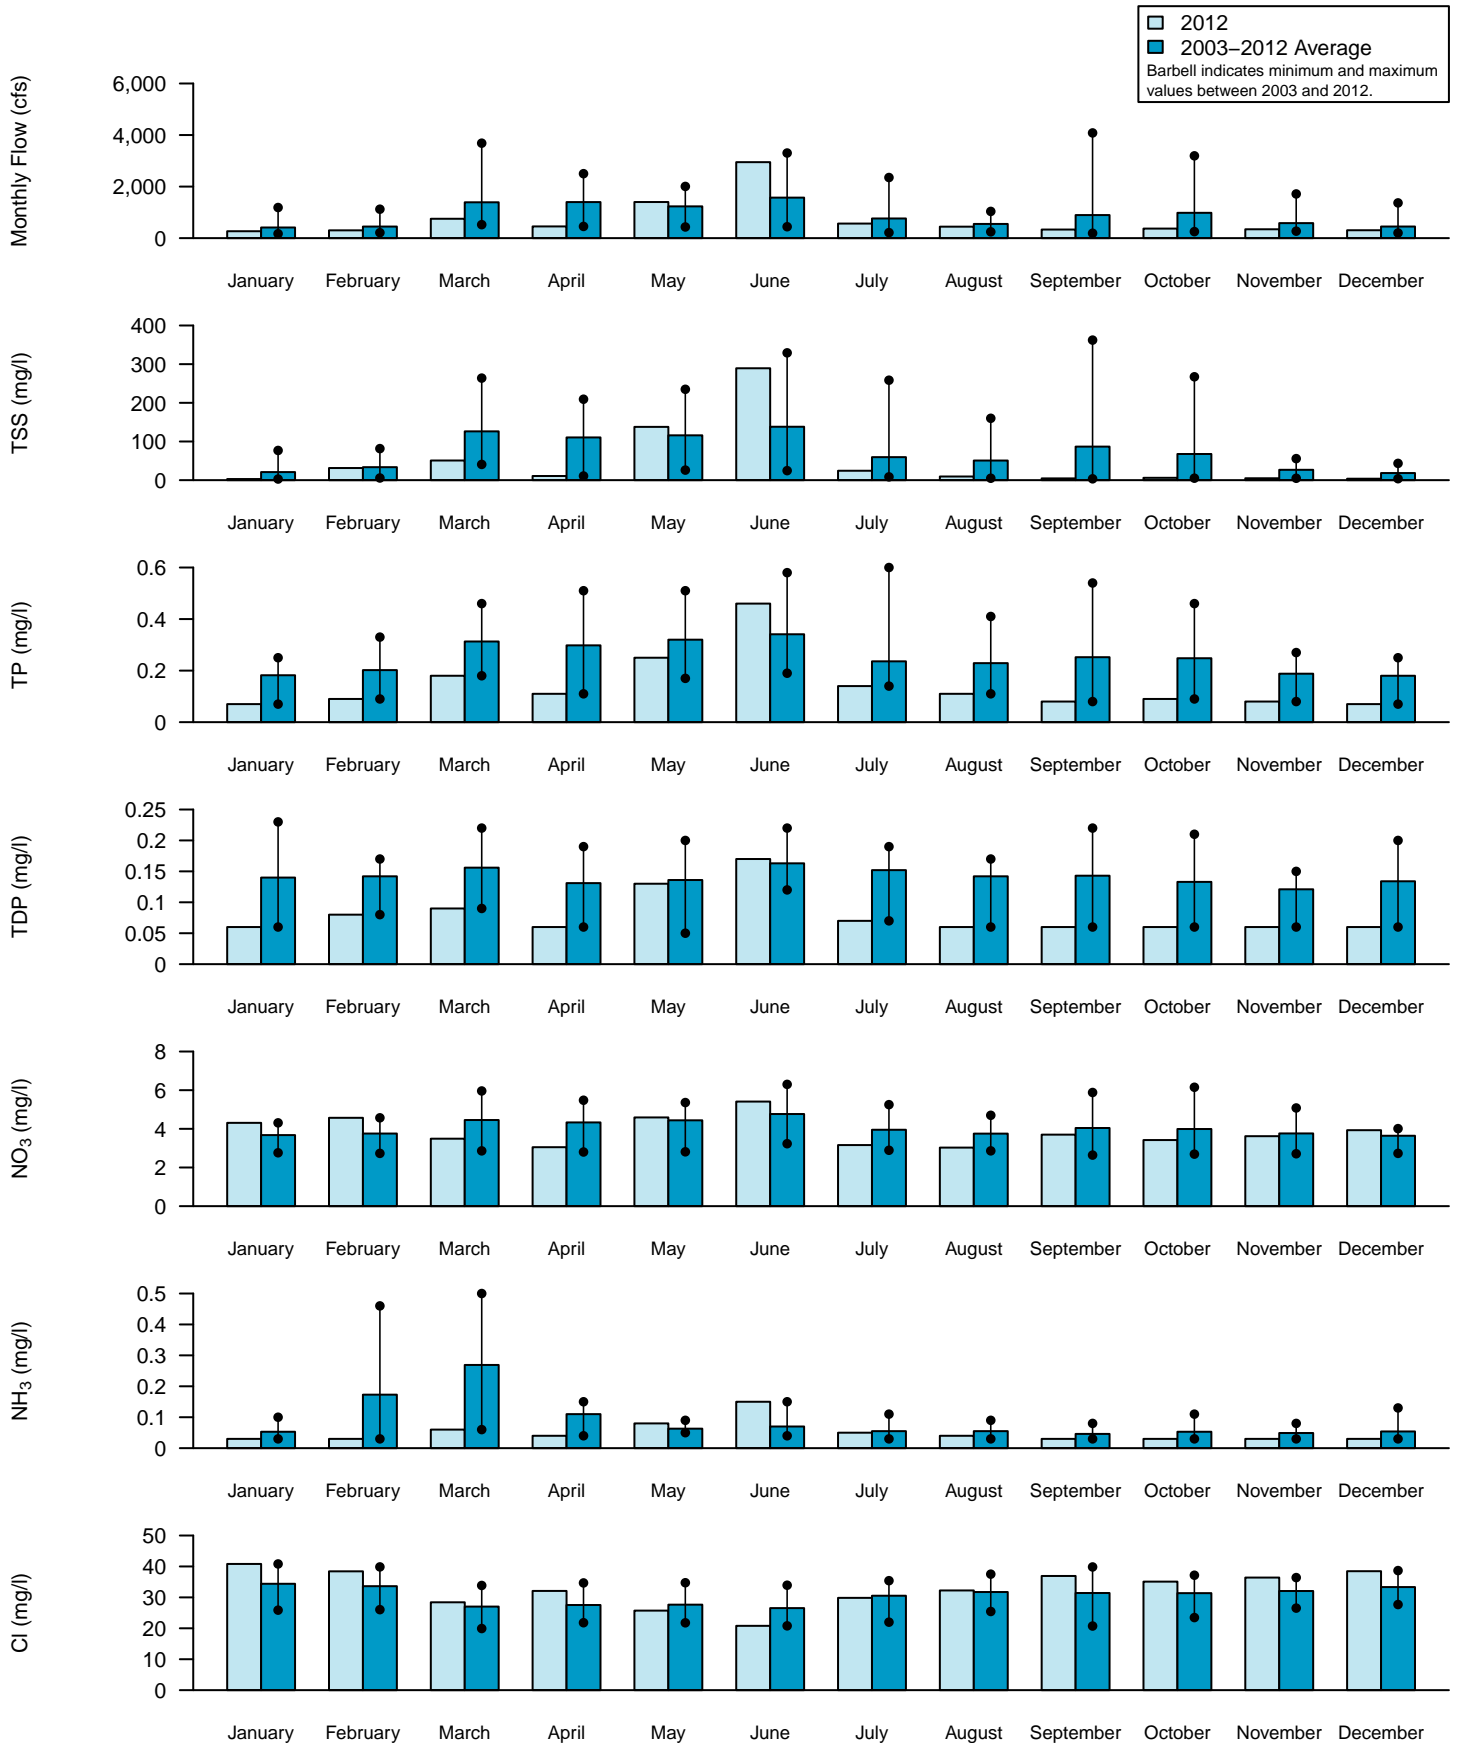 2012
2003–2012 Average
Barbell indicates minimum and maximum
values between 2003 and 2012.
Monthly Flow (cfs)
6,000
4,000
2,000
0
January February March April May June July August September October November December
TSS (mg/l)
400
300
200
100
0
January February March April May June July August September October November December
TP (mg/l)
0.6
0.4
0.2
0
January February March April May June July August September October November December
TDP (mg/l)
0.25
0.2
0.15
0.1
0.05
0
January February March April May June July August September October November December
NO₃ (mg/l)
8
6
4
2
0
January February March April May June July August September October November December
NH₃ (mg/l)
0.5
0.4
0.3
0.2
0.1
0
January February March April May June July August September October November December
Cl (mg/l)
50
40
30
20
10
0
January February March April May June July August September October November December